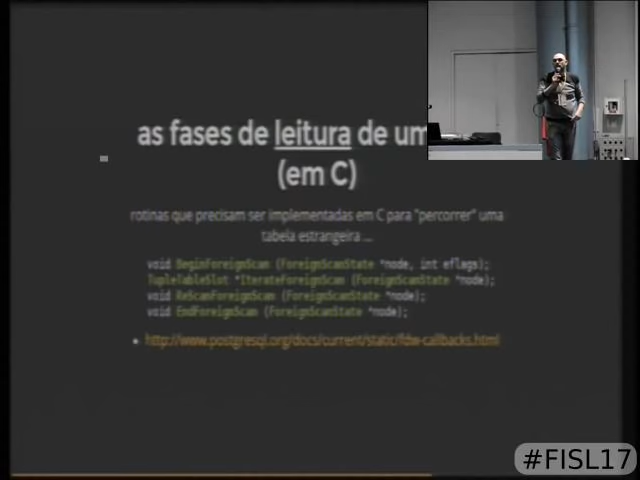 as fases de leitura de um
(em C)
rotinas que precisam ser implementadas em C para "percorrer" uma
tabela estrangeira ...
void BeginForeignScan (ForeignScanState *node, int eflags);
TupleTableSlot *IterateForeignScan (ForeignScanState *node);
void ReScanForeignScan (ForeignScanState *node);
void EndForeignScan (ForeignScanState *node);
http://www.postgresql.org/docs/current/static/fdw-callbacks.html
#FISL17